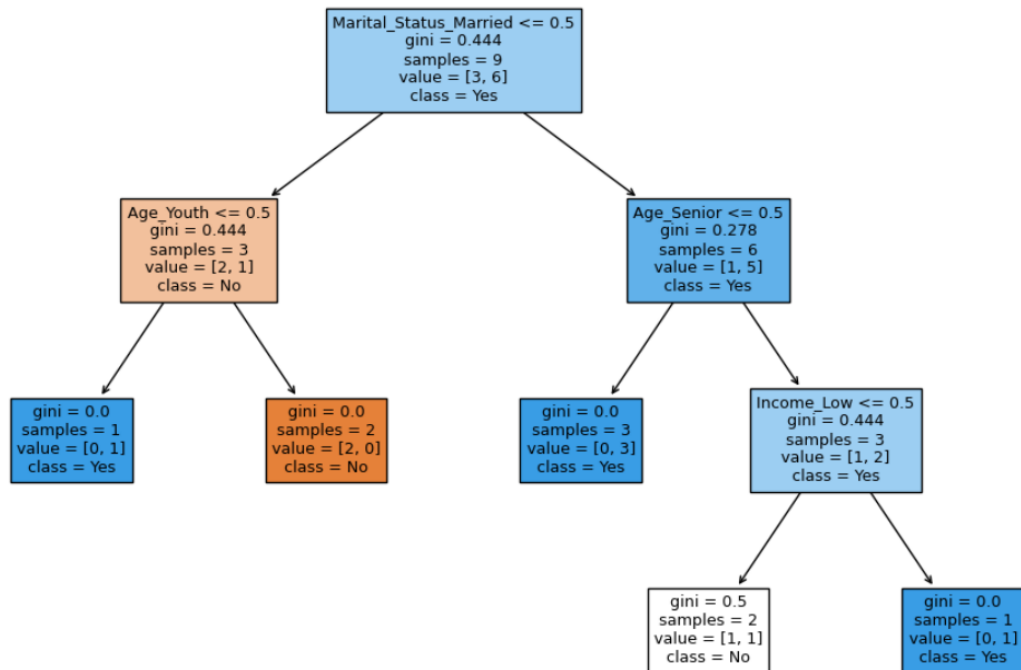 Marital_Status_Married <= 0.5
gini = 0.444
samples = 9
value = [3, 6]
class = Yes
Age_Youth <= 0.5
gini = 0.444
samples = 3
value = [2, 1]
class = No
Age_Senior <= 0.5
gini = 0.278
samples = 6
value = [1, 5]
class = Yes
gini = 0.0
samples = 1
value = [0, 1]
class = Yes
gini = 0.0
samples = 2
value = [2, 0]
class = No
gini = 0.0
samples = 3
value = [0, 3]
class = Yes
Income_Low <= 0.5
gini = 0.444
samples = 3
value = [1, 2]
class = Yes
gini = 0.5
samples = 2
value = [1, 1]
class = No
gini = 0.0
samples = 1
value = [0, 1]
class = Yes